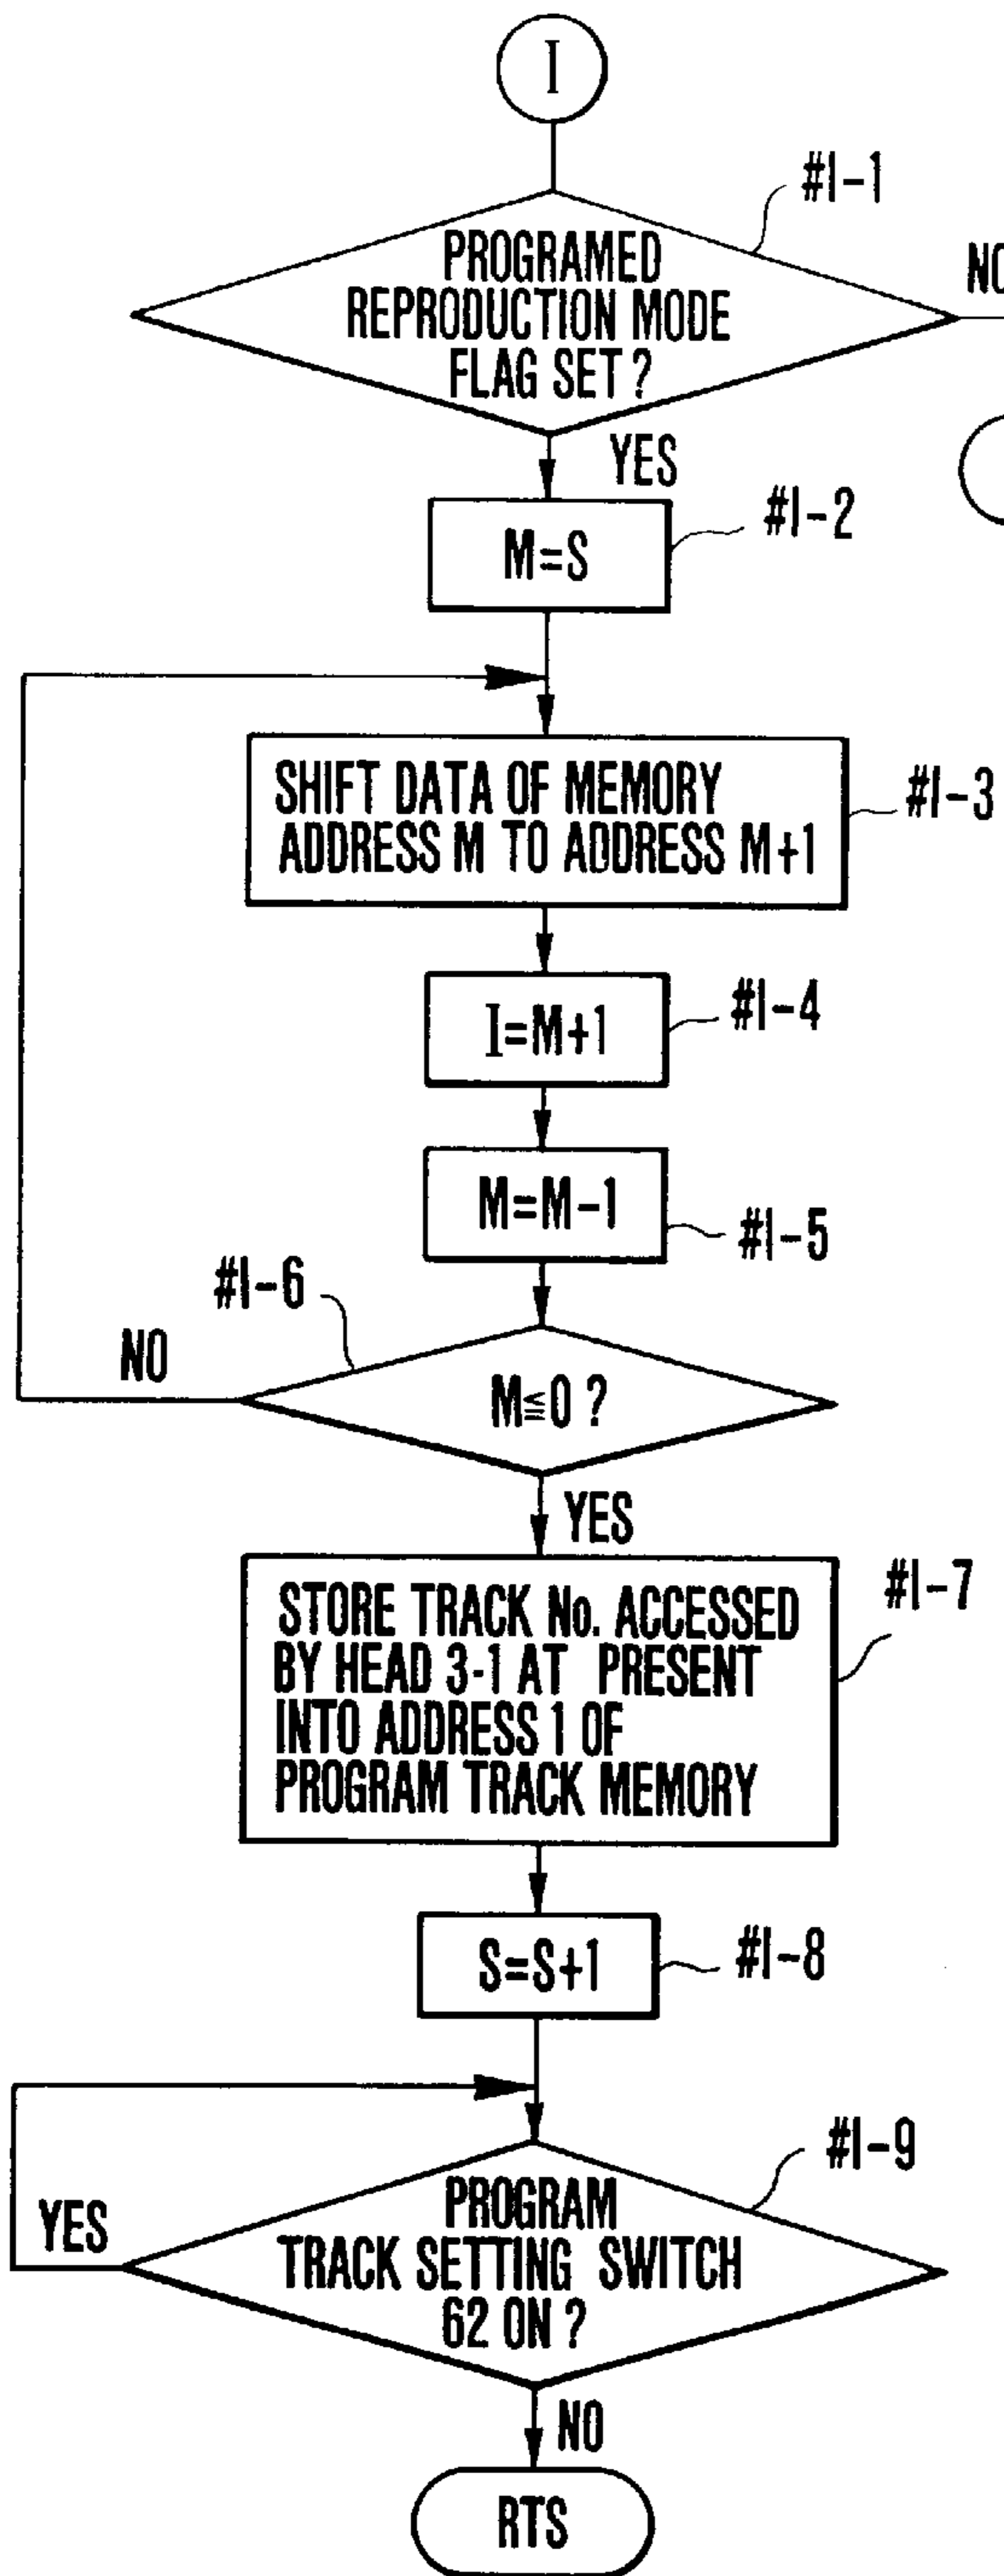 I
#I-1
PROGRAMED
REPRODUCTION MODE
FLAG SET ?
NO
YES
#I-2
M=S
#I-3
SHIFT DATA OF MEMORY
ADDRESS M TO ADDRESS M+1
#I-4
I=M+1
M=M-1
#I-5
#I-6
NO
M≦0 ?
YES
#I-7
STORE TRACK No. ACCESSED
BY HEAD 3-1 AT PRESENT
INTO ADDRESS 1 OF
PROGRAM TRACK MEMORY
S=S+1
#I-8
#I-9
PROGRAM
TRACK SETTING SWITCH
62 ON ?
YES
NO
RTS